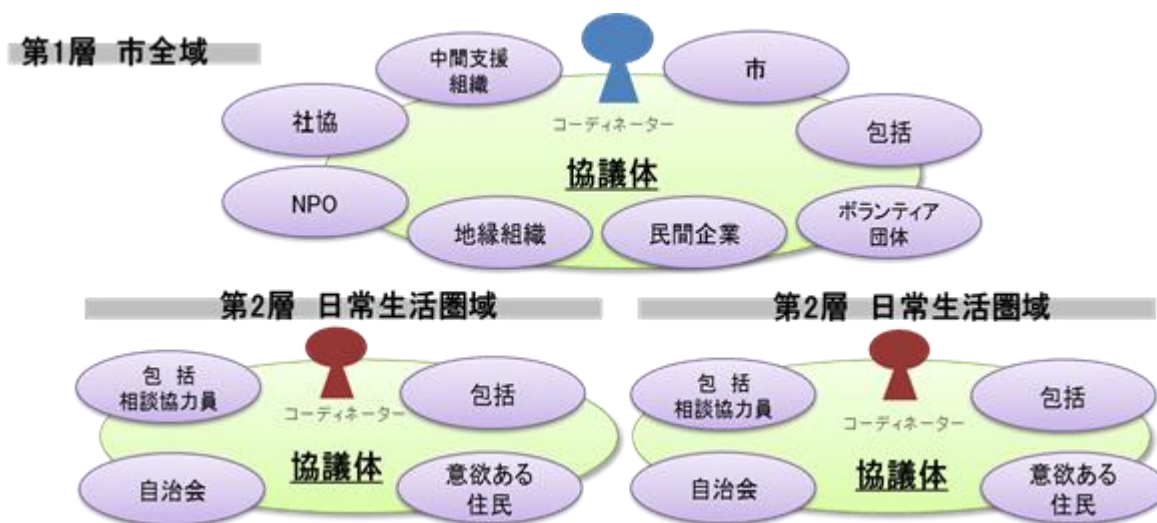 第1層 市全域
中間支援
組織
市
社協
コーディネーター
包括
協議体
NPO
地縁組織
民間企業
ボランティア
団体
第2層 日常生活圏域
包 括
相談協力員
包括
コーディネーター
協議体
自治会
意欲ある
住民
第2層 日常生活圏域
包 括
相談協力員
包括
コーディネーター
協議体
自治会
意欲ある
住民